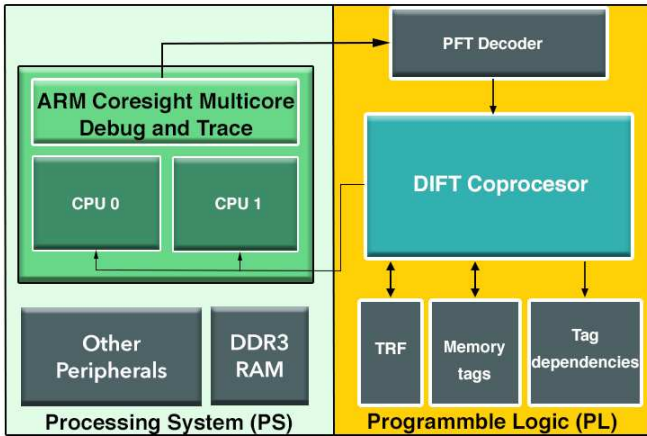 PFT Decoder
ARM Coresight Multicore
Debug and Trace
CPU 0
CPU 1
DIFT Coprocesor
Other
Peripherals
DDR3
RAM
TRF
Memory
tags
Tag
dependencies
Processing System (PS)
Programmble Logic (PL)